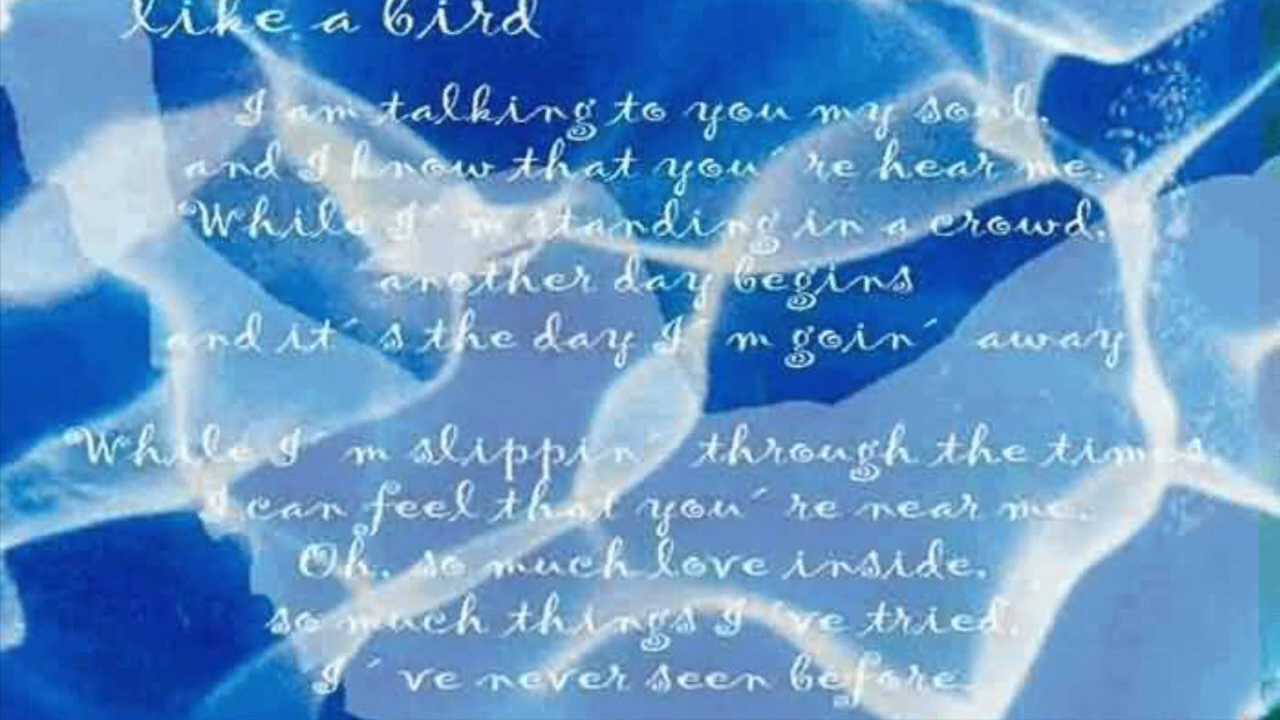 like a bird
I am talking to you my soul,
and I know that you´re hear me.
While I´m standing in a crowd,
another day begins
and it´s the day I´m goin´ away
While I´m slippin´ through the times
I can feel that you´re near me.
Oh, so much love inside,
so much things I´ve tried,
I´ve never seen before